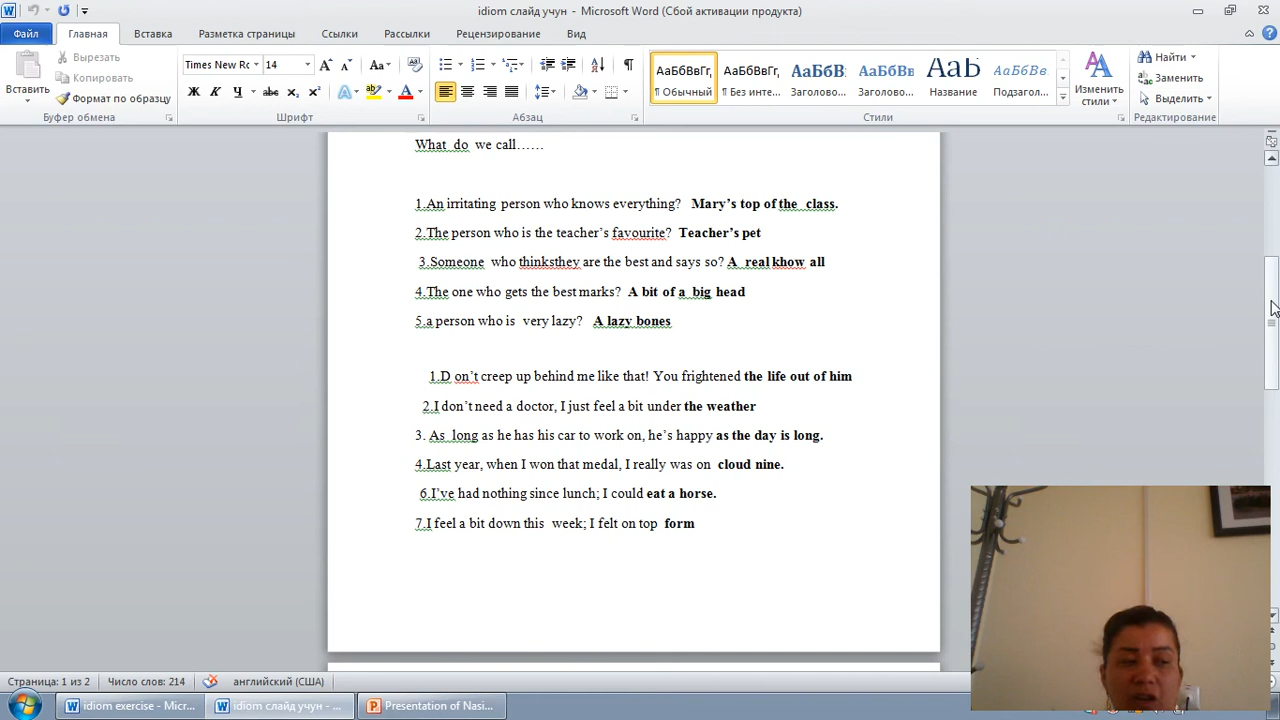 idiom слайд учун - Microsoft Word (Сбой активации продукта)
Файл Главная Вставка Разметка страницы Ссылки Рассылки Рецензирование Вид
Вставить
Вырезать
Копировать
Формат по образцу
Буфер обмена
Times New Rc 14
Ж К Ч abc x₂ x²
Шрифт
Абзац
АаБбВвГг, АаБбВвГг, АаБбВ АаБбВв АаБ АаБбВв
¶ Обычный ¶ Без инте... Заголово... Заголово... Название Подзагол...
Стили
Изменить стили
Найти
Заменить
Выделить
Редактирование
What do we call……
1.An irritating person who knows everything? Mary’s top of the class.
2.The person who is the teacher’s favourite? Teacher’s pet
3.Someone who thinksthey are the best and says so? A real khow all
4.The one who gets the best marks? A bit of a big head
5.a person who is very lazy? A lazy bones
1.D on’t creep up behind me like that! You frightened the life out of him
2.I don’t need a doctor, I just feel a bit under the weather
3. As long as he has his car to work on, he’s happy as the day is long.
4.Last year, when I won that medal, I really was on cloud nine.
6.I’ve had nothing since lunch; I could eat a horse.
7.I feel a bit down this week; I felt on top form
Страница: 1 из 2 Число слов: 214 английский (США)
idiom exercise - Mi... idiom слайд учун - ... Presentation of Nasi...